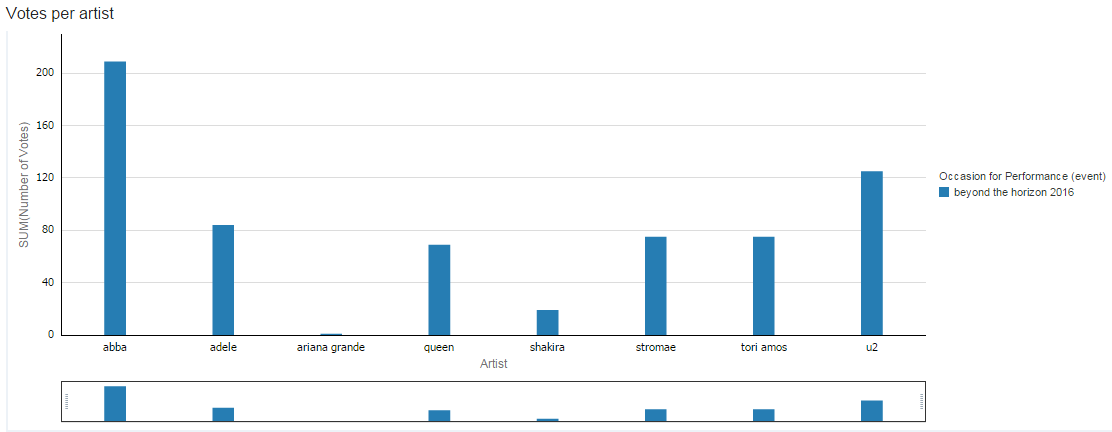 Votes per artist
SUM(Number of Votes)
200
160
120
80
40
0
abba adele ariana grande queen shakira stromae tori amos u2
Artist
Occasion for Performance (event)
beyond the horizon 2016